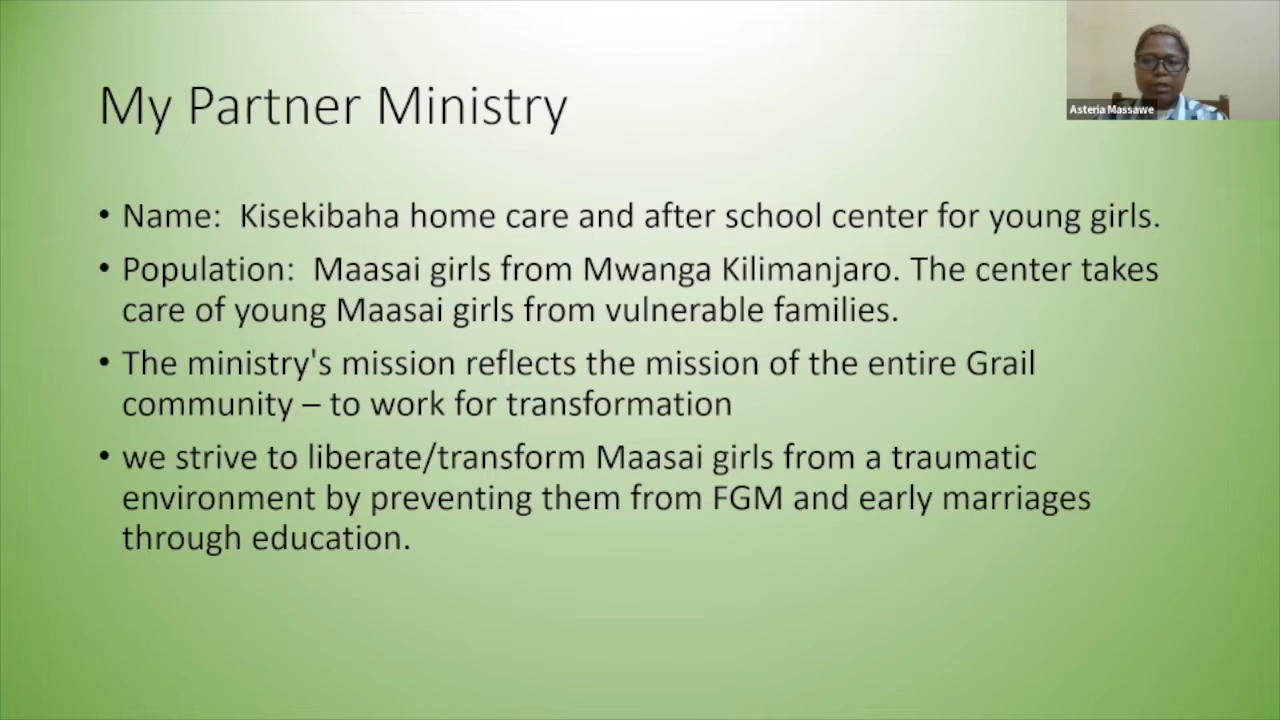 My Partner Ministry
Asteria Massawe
• Name:  Kisekibaha home care and after school center for young girls.
• Population:  Maasai girls from Mwanga Kilimanjaro. The center takes
care of young Maasai girls from vulnerable families.
• The ministry's mission reflects the mission of the entire Grail
community – to work for transformation
• we strive to liberate/transform Maasai girls from a traumatic
environment by preventing them from FGM and early marriages
through education.